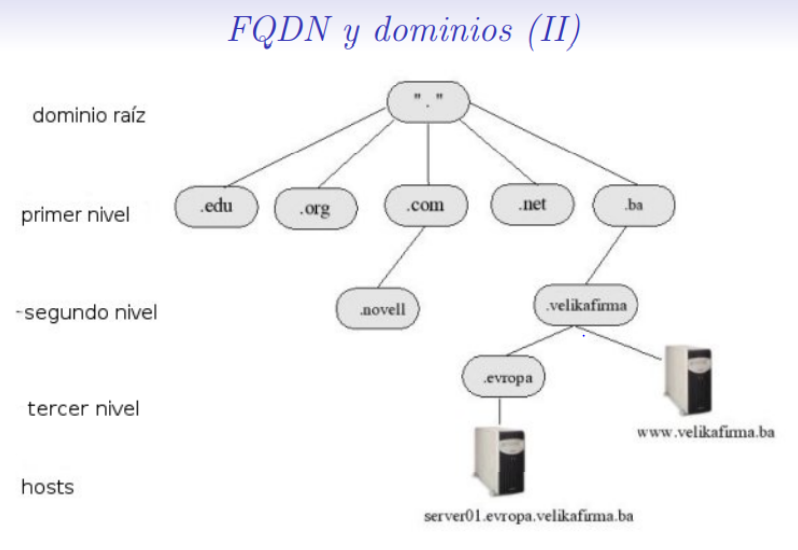 FQDN y dominios (II)
dominio raíz
"."
primer nivel
.edu
.org
.com
.net
.ba
-segundo nivel
.novell
.velikafirma
tercer nivel
.evropa
www.velikafirma.ba
hosts
server01.evropa.velikafirma.ba